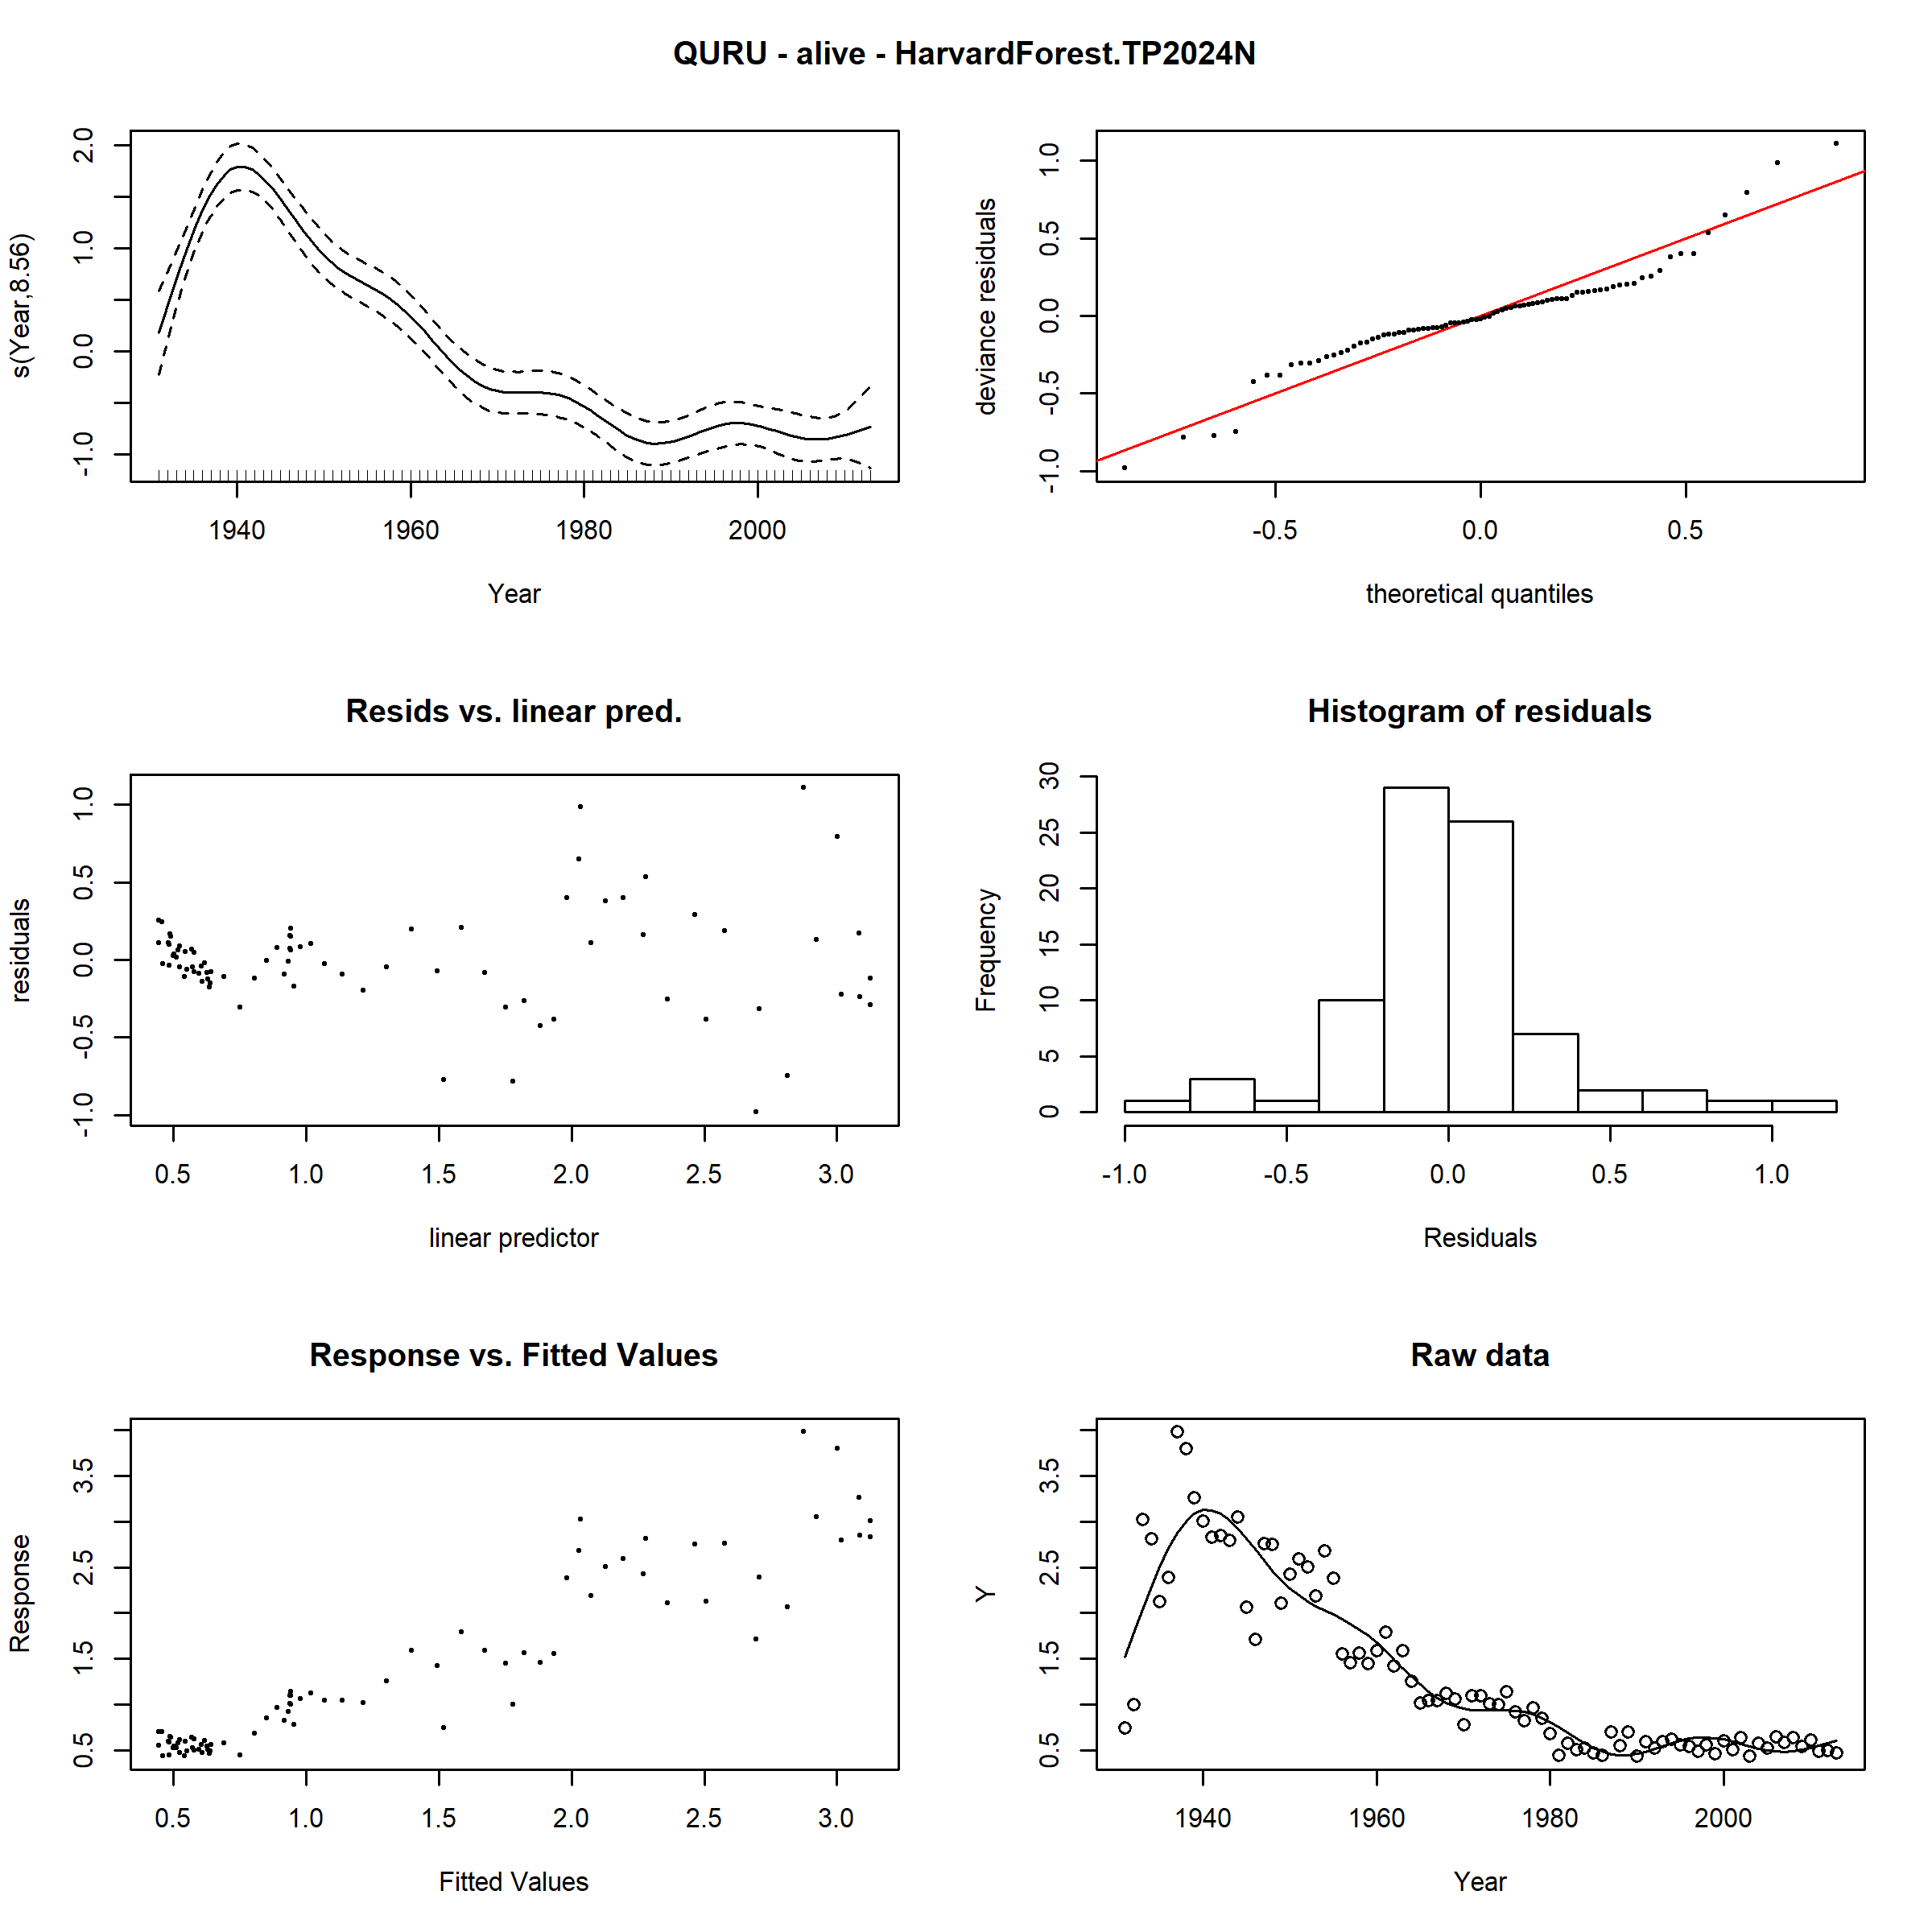 QURU - alive - HarvardForest.TP2024N
s(Year,8.56)
-1.0 0.0 1.0 2.0
1940 1960 1980 2000
Year
deviance residuals
-1.0 -0.5 0.0 0.5 1.0
-0.5 0.0 0.5
theoretical quantiles
Resids vs. linear pred.
residuals
-1.0 -0.5 0.0 0.5 1.0
0.5 1.0 1.5 2.0 2.5 3.0
linear predictor
Histogram of residuals
Frequency
0 5 10 15 20 25 30
-1.0 -0.5 0.0 0.5 1.0
Residuals
Response vs. Fitted Values
Response
0.5 1.5 2.5 3.5
0.5 1.0 1.5 2.0 2.5 3.0
Fitted Values
Raw data
Y
0.5 1.5 2.5 3.5
1940 1960 1980 2000
Year